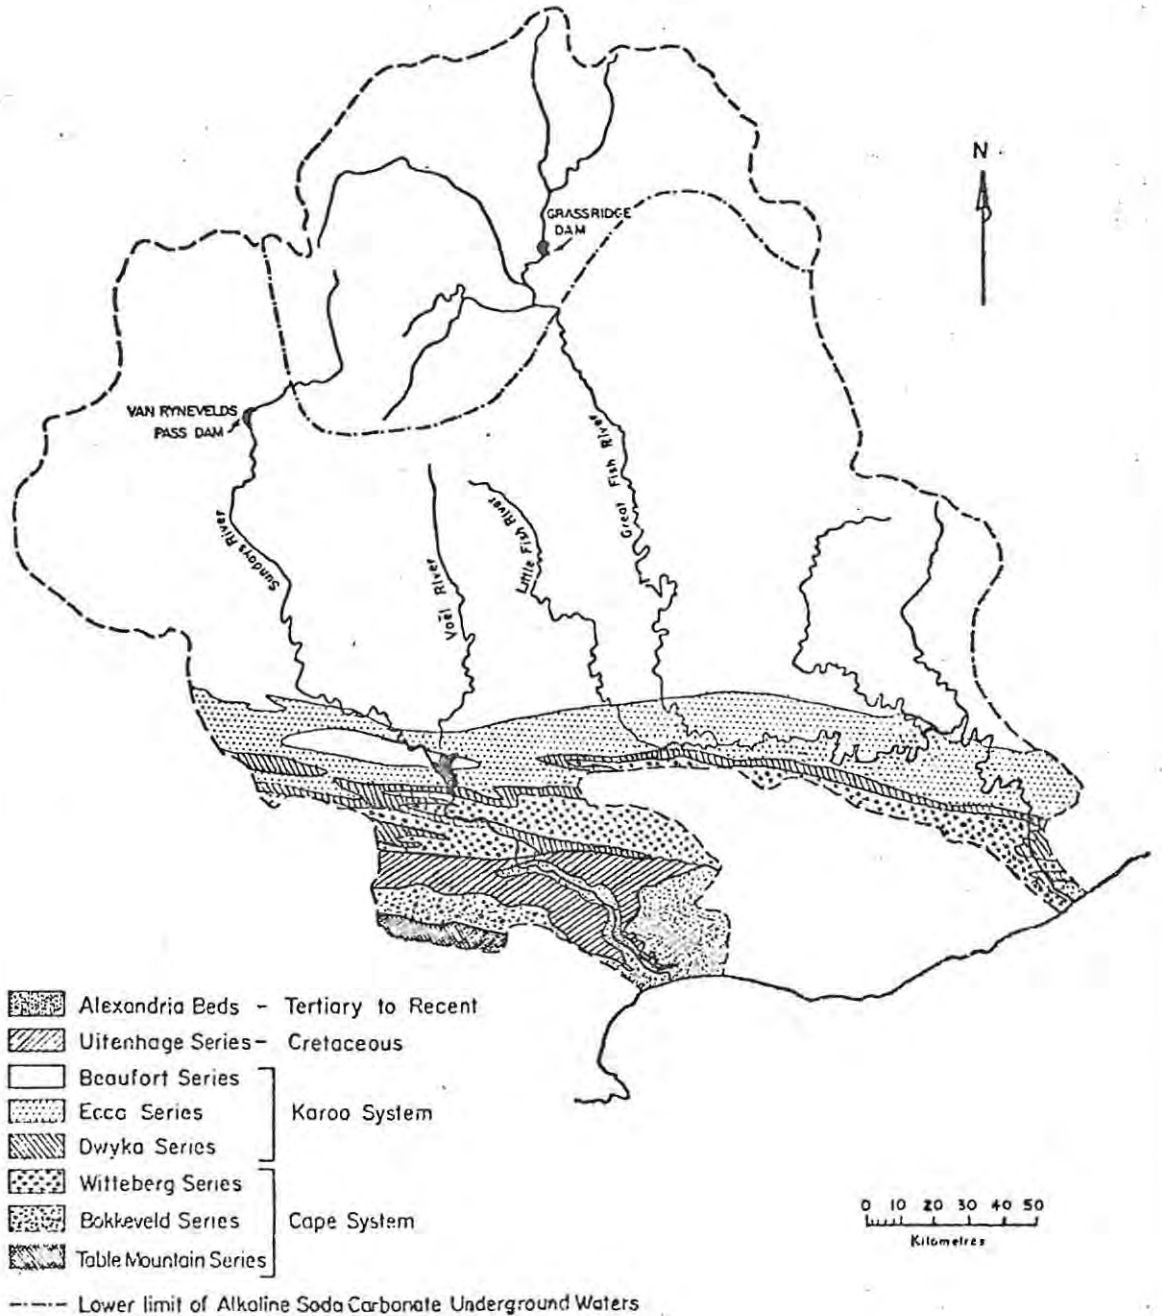 N
GRASSRIDGE
DAM
VAN RYNEVELDS
PASS DAM
Sundays River
Vöel River
Little Fish River
Great Fish River
Alexandria Beds - Tertiary to Recent
Uitenhage Series - Cretaceous
Beaufort Series
Ecca Series
Karoo System
Dwyka Series
Witteberg Series
Bokkeveld Series
Cape System
Table Mountain Series
Lower limit of Alkaline Soda Carbonate Underground Waters
0 10 20 30 40 50
Kilometres